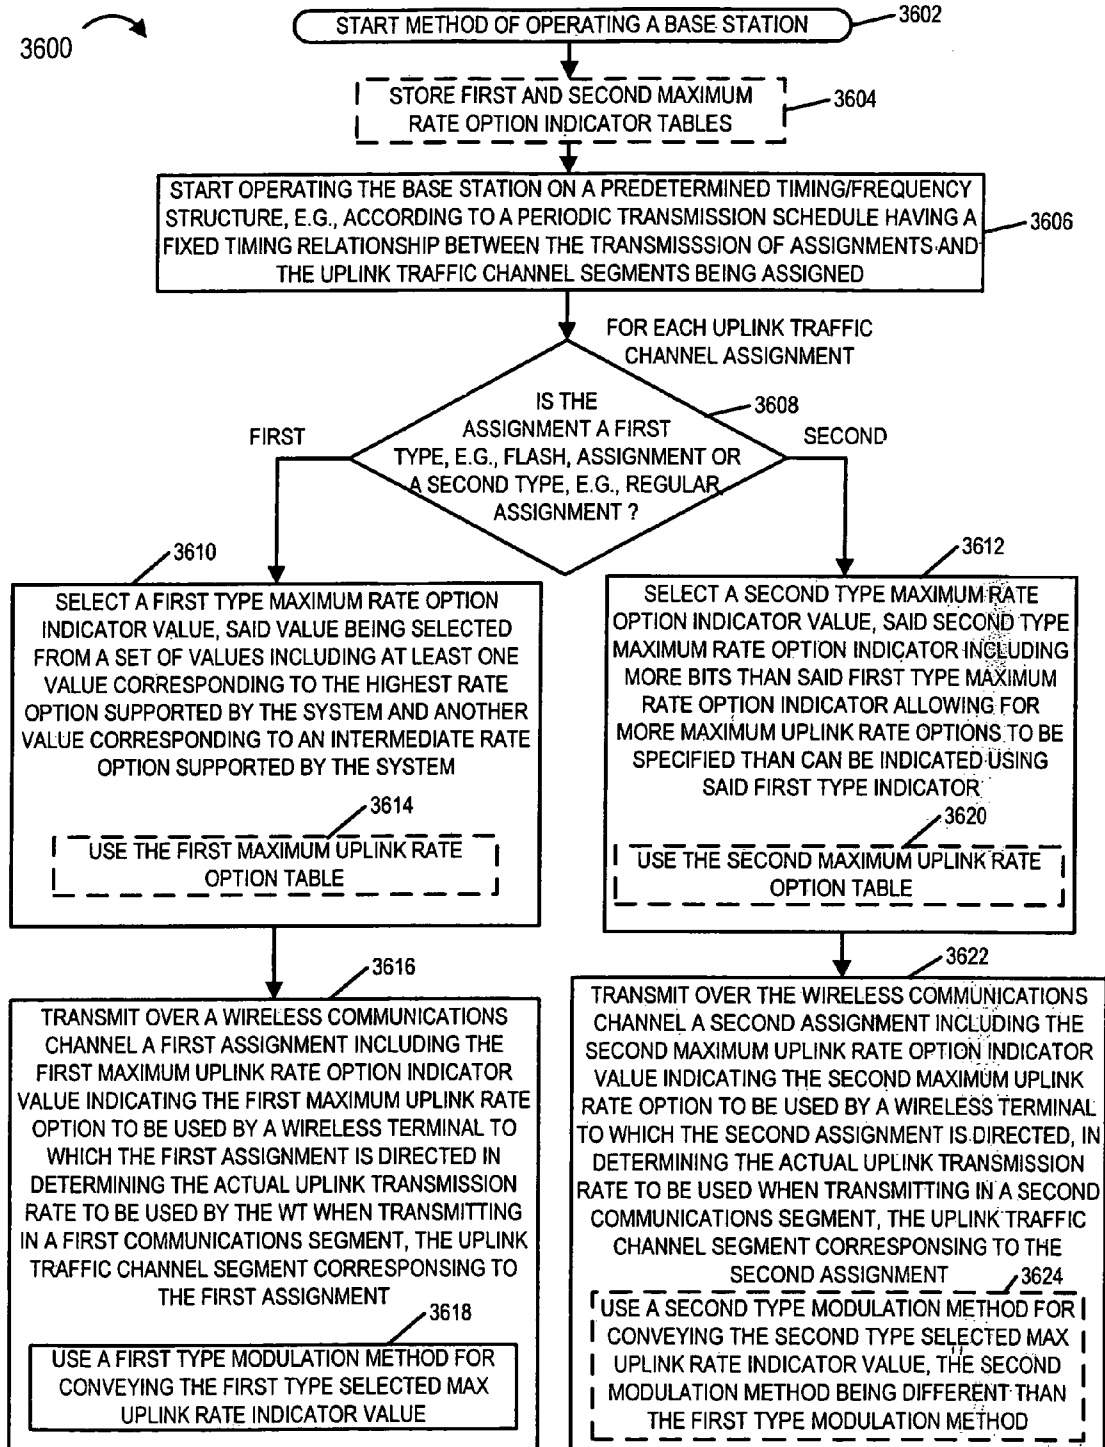 3600
START METHOD OF OPERATING A BASE STATION
3602
STORE FIRST AND SECOND MAXIMUM
RATE OPTION INDICATOR TABLES
3604
START OPERATING THE BASE STATION ON A PREDETERMINED TIMING/FREQUENCY
STRUCTURE, E.G., ACCORDING TO A PERIODIC TRANSMISSION SCHEDULE HAVING A
FIXED TIMING RELATIONSHIP BETWEEN THE TRANSMISSSION OF ASSIGNMENTS AND
THE UPLINK TRAFFIC CHANNEL SEGMENTS BEING ASSIGNED
3606
FOR EACH UPLINK TRAFFIC
CHANNEL ASSIGNMENT
IS THE
ASSIGNMENT A FIRST
TYPE, E.G., FLASH, ASSIGNMENT OR
A SECOND TYPE, E.G., REGULAR
ASSIGNMENT ?
3608
FIRST
SECOND
3610
SELECT A FIRST TYPE MAXIMUM RATE OPTION
INDICATOR VALUE, SAID VALUE BEING SELECTED
FROM A SET OF VALUES INCLUDING AT LEAST ONE
VALUE CORRESPONDING TO THE HIGHEST RATE
OPTION SUPPORTED BY THE SYSTEM AND ANOTHER
VALUE CORRESPONDING TO AN INTERMEDIATE RATE
OPTION SUPPORTED BY THE SYSTEM
3614
USE THE FIRST MAXIMUM UPLINK RATE
OPTION TABLE
3612
SELECT A SECOND TYPE MAXIMUM RATE
OPTION INDICATOR VALUE, SAID SECOND TYPE
MAXIMUM RATE OPTION INDICATOR INCLUDING
MORE BITS THAN SAID FIRST TYPE MAXIMUM
RATE OPTION INDICATOR ALLOWING FOR
MORE MAXIMUM UPLINK RATE OPTIONS TO BE
SPECIFIED THAN CAN BE INDICATED USING
SAID FIRST TYPE INDICATOR
3620
USE THE SECOND MAXIMUM UPLINK RATE
OPTION TABLE
3616
TRANSMIT OVER A WIRELESS COMMUNICATIONS
CHANNEL A FIRST ASSIGNMENT INCLUDING THE
FIRST MAXIMUM UPLINK RATE OPTION INDICATOR
VALUE INDICATING THE FIRST MAXIMUM UPLINK RATE
OPTION TO BE USED BY A WIRELESS TERMINAL TO
WHICH THE FIRST ASSIGNMENT IS DIRECTED IN
DETERMINING THE ACTUAL UPLINK TRANSMISSION
RATE TO BE USED BY THE WT WHEN TRANSMITTING
IN A FIRST COMMUNICATIONS SEGMENT, THE UPLINK
TRAFFIC CHANNEL SEGMENT CORRESPONSING TO
THE FIRST ASSIGNMENT
3618
USE A FIRST TYPE MODULATION METHOD FOR
CONVEYING THE FIRST TYPE SELECTED MAX
UPLINK RATE INDICATOR VALUE
3622
TRANSMIT OVER THE WIRELESS COMMUNICATIONS
CHANNEL A SECOND ASSIGNMENT INCLUDING THE
SECOND MAXIMUM UPLINK RATE OPTION INDICATOR
VALUE INDICATING THE SECOND MAXIMUM UPLINK
RATE OPTION TO BE USED BY A WIRELESS TERMINAL
TO WHICH THE SECOND ASSIGNMENT IS DIRECTED, IN
DETERMINING THE ACTUAL UPLINK TRANSMISSION
RATE TO BE USED WHEN TRANSMITTING IN A SECOND
COMMUNICATIONS SEGMENT, THE UPLINK TRAFFIC
CHANNEL SEGMENT CORRESPONSING TO THE
SECOND ASSIGNMENT
3624
USE A SECOND TYPE MODULATION METHOD FOR
CONVEYING THE SECOND TYPE SELECTED MAX
UPLINK RATE INDICATOR VALUE, THE SECOND
MODULATION METHOD BEING DIFFERENT THAN
THE FIRST TYPE MODULATION METHOD